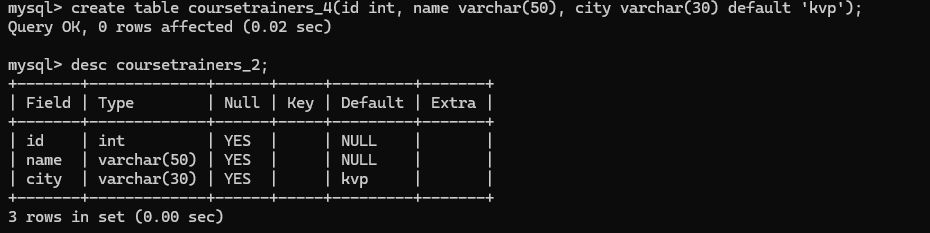 mysql> create table coursetrainers_4(id int, name varchar(50), city varchar(30) default 'kvp');
Query OK, 0 rows affected (0.02 sec)

mysql> desc coursetrainers_2;
+-------+-------------+------+-----+---------+-------+
| Field | Type        | Null | Key | Default | Extra |
+-------+-------------+------+-----+---------+-------+
| id    | int         | YES  |     | NULL    |       |
| name  | varchar(50) | YES  |     | NULL    |       |
| city  | varchar(30) | YES  |     | kvp     |       |
+-------+-------------+------+-----+---------+-------+
3 rows in set (0.00 sec)